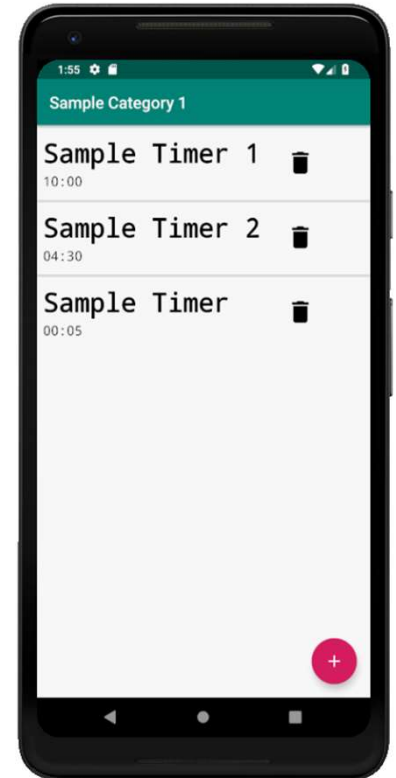 1:55
Sample Category 1
Sample Timer 1
10:00
Sample Timer 2
04:30
Sample Timer
00:05
+